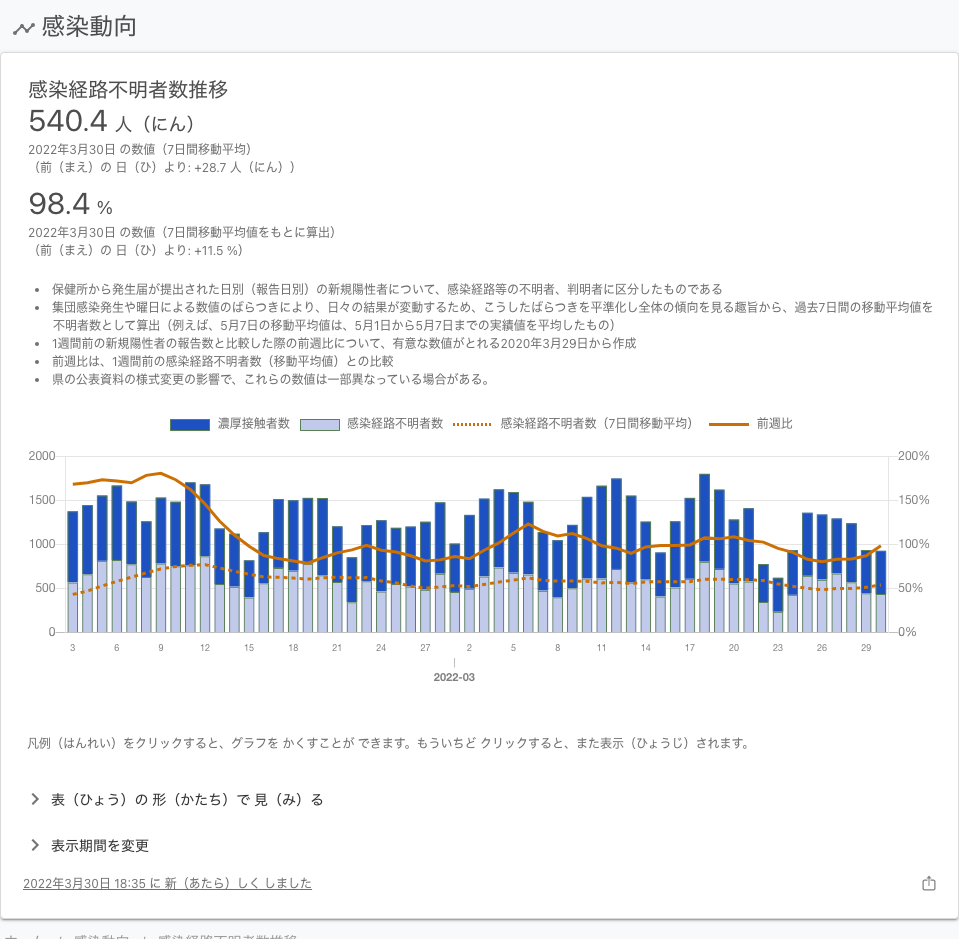 感染動向
感染経路不明者数推移
540.4 人（にん）
2022年3月30日 の数値（7日間移動平均）
（前（まえ）の 日（ひ）より: +28.7 人（にん））
98.4 %
2022年3月30日 の数値（7日間移動平均値をもとに算出）
（前（まえ）の 日（ひ）より: +11.5 %）
• 保健所から発生届が提出された日別（報告日別）の新規陽性者について、感染経路等の不明者、判明者に区分したものである
• 集団感染発生や曜日による数値のばらつきにより、日々の結果が変動するため、こうしたばらつきを平準化し全体の傾向を見る趣旨から、過去7日間の移動平均値を
不明者数として算出（例えば、5月7日の移動平均値は、5月1日から5月7日までの実績値を平均したもの）
• 1週間前の新規陽性者の報告数と比較した際の前週比について、有意な数値がとれる2020年3月29日から作成
• 前週比は、1週間前の感染経路不明者数（移動平均値）との比較
• 県の公表資料の様式変更の影響で、これらの数値は一部異なっている場合がある。
濃厚接触者数 感染経路不明者数 感染経路不明者数（7日間移動平均） 前週比
2000 200%
1500 150%
1000 100%
500 50%
0 0%
3 6 9 12 15 18 21 24 27 2 5 8 11 14 17 20 23 26 29
2022-03
凡例（はんれい）をクリックすると、グラフを かくすことが できます。もういちど クリックすると、また表示（ひょうじ）されます。
表（ひょう）の 形（かたち）で 見（み）る
表示期間を変更
2022年3月30日 18:35 に 新（あたら）しく しました